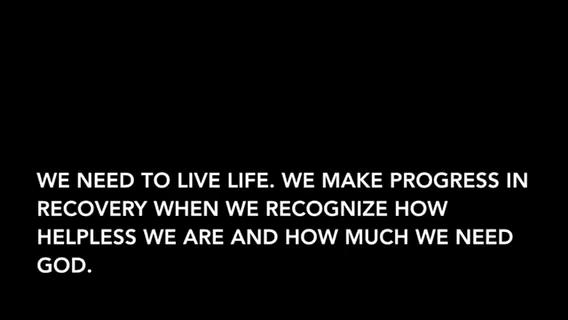 WE NEED TO LIVE LIFE. WE MAKE PROGRESS IN
RECOVERY WHEN WE RECOGNIZE HOW
HELPLESS WE ARE AND HOW MUCH WE NEED
GOD.